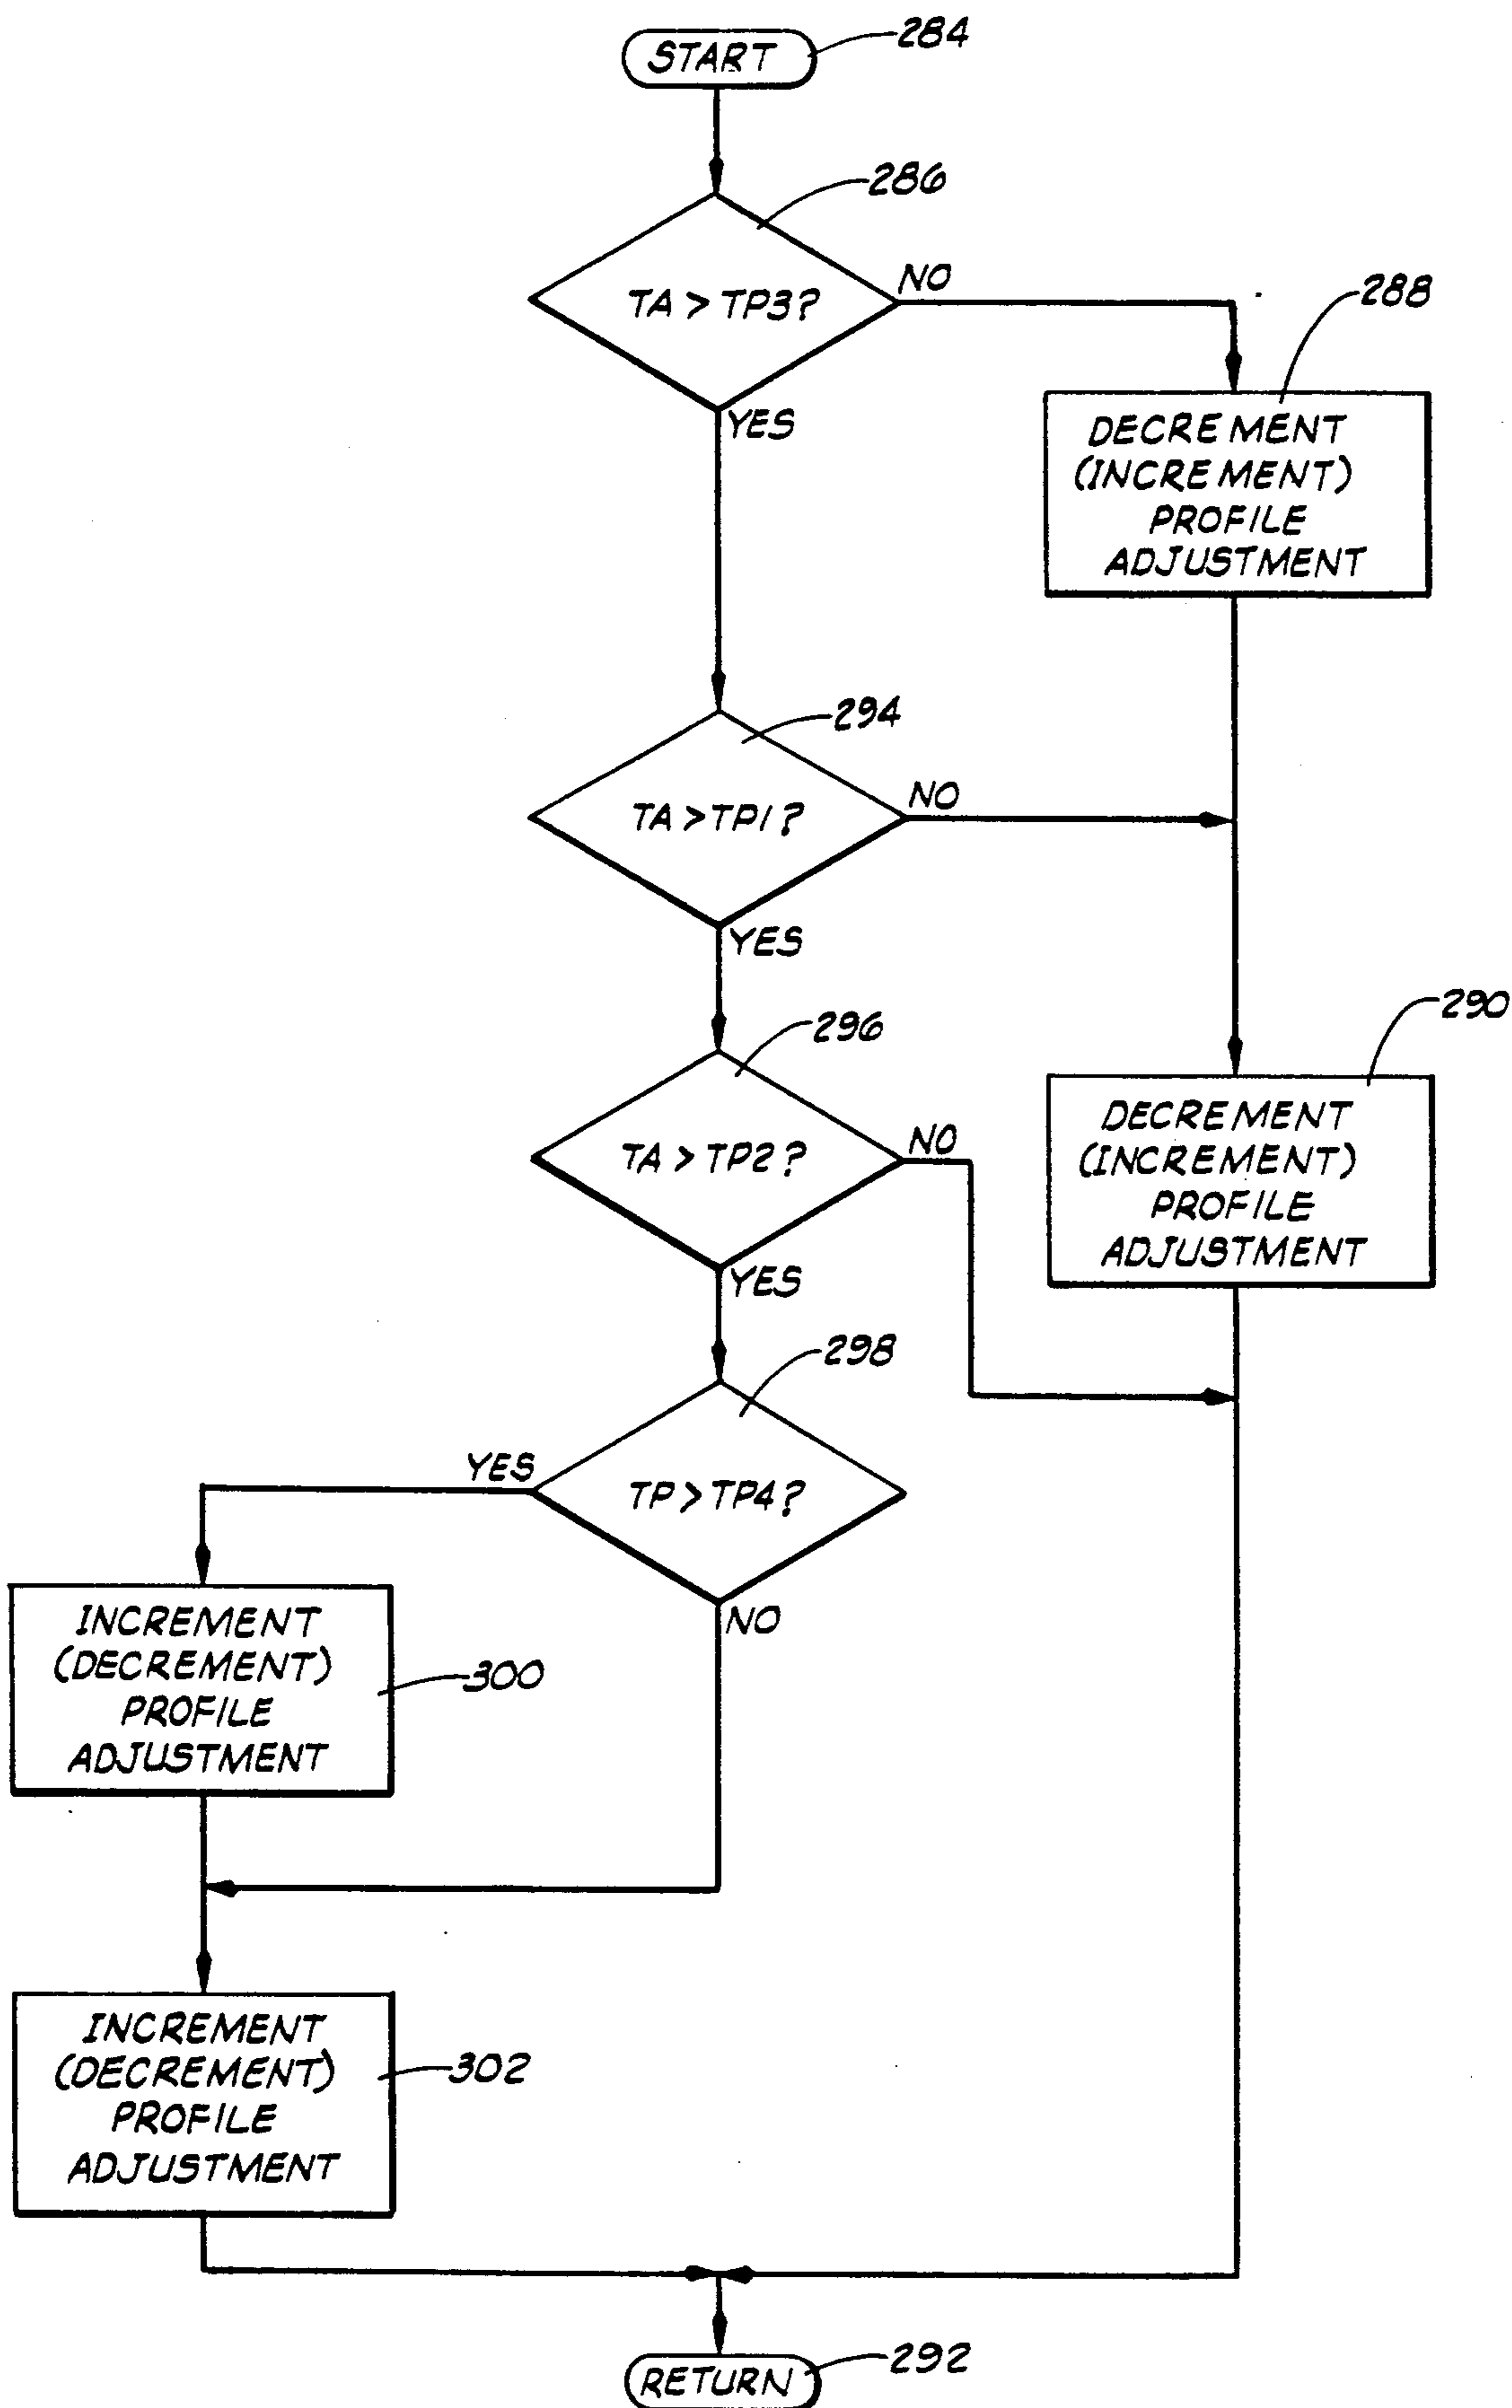 START
284
286
TA > TP3?
NO
YES
288
DECREMENT
(INCREMENT)
PROFILE
ADJUSTMENT
294
TA > TP1?
NO
YES
290
DECREMENT
(INCREMENT)
PROFILE
ADJUSTMENT
296
TA > TP2?
NO
YES
298
TP > TP4?
YES
NO
INCREMENT
(DECREMENT)
PROFILE
ADJUSTMENT
300
INCREMENT
(DECREMENT)
PROFILE
ADJUSTMENT
302
RETURN
292